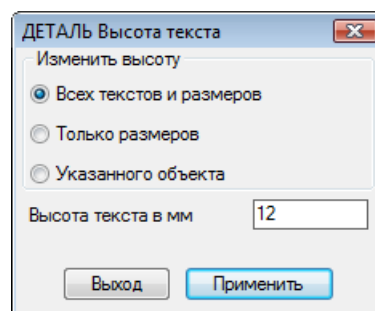 ДЕТАЛЬ Высота текста
Изменить высоту
Всех текстов и размеров
Только размеров
Указанного объекта
Высота текста в мм 12
Выход Применить